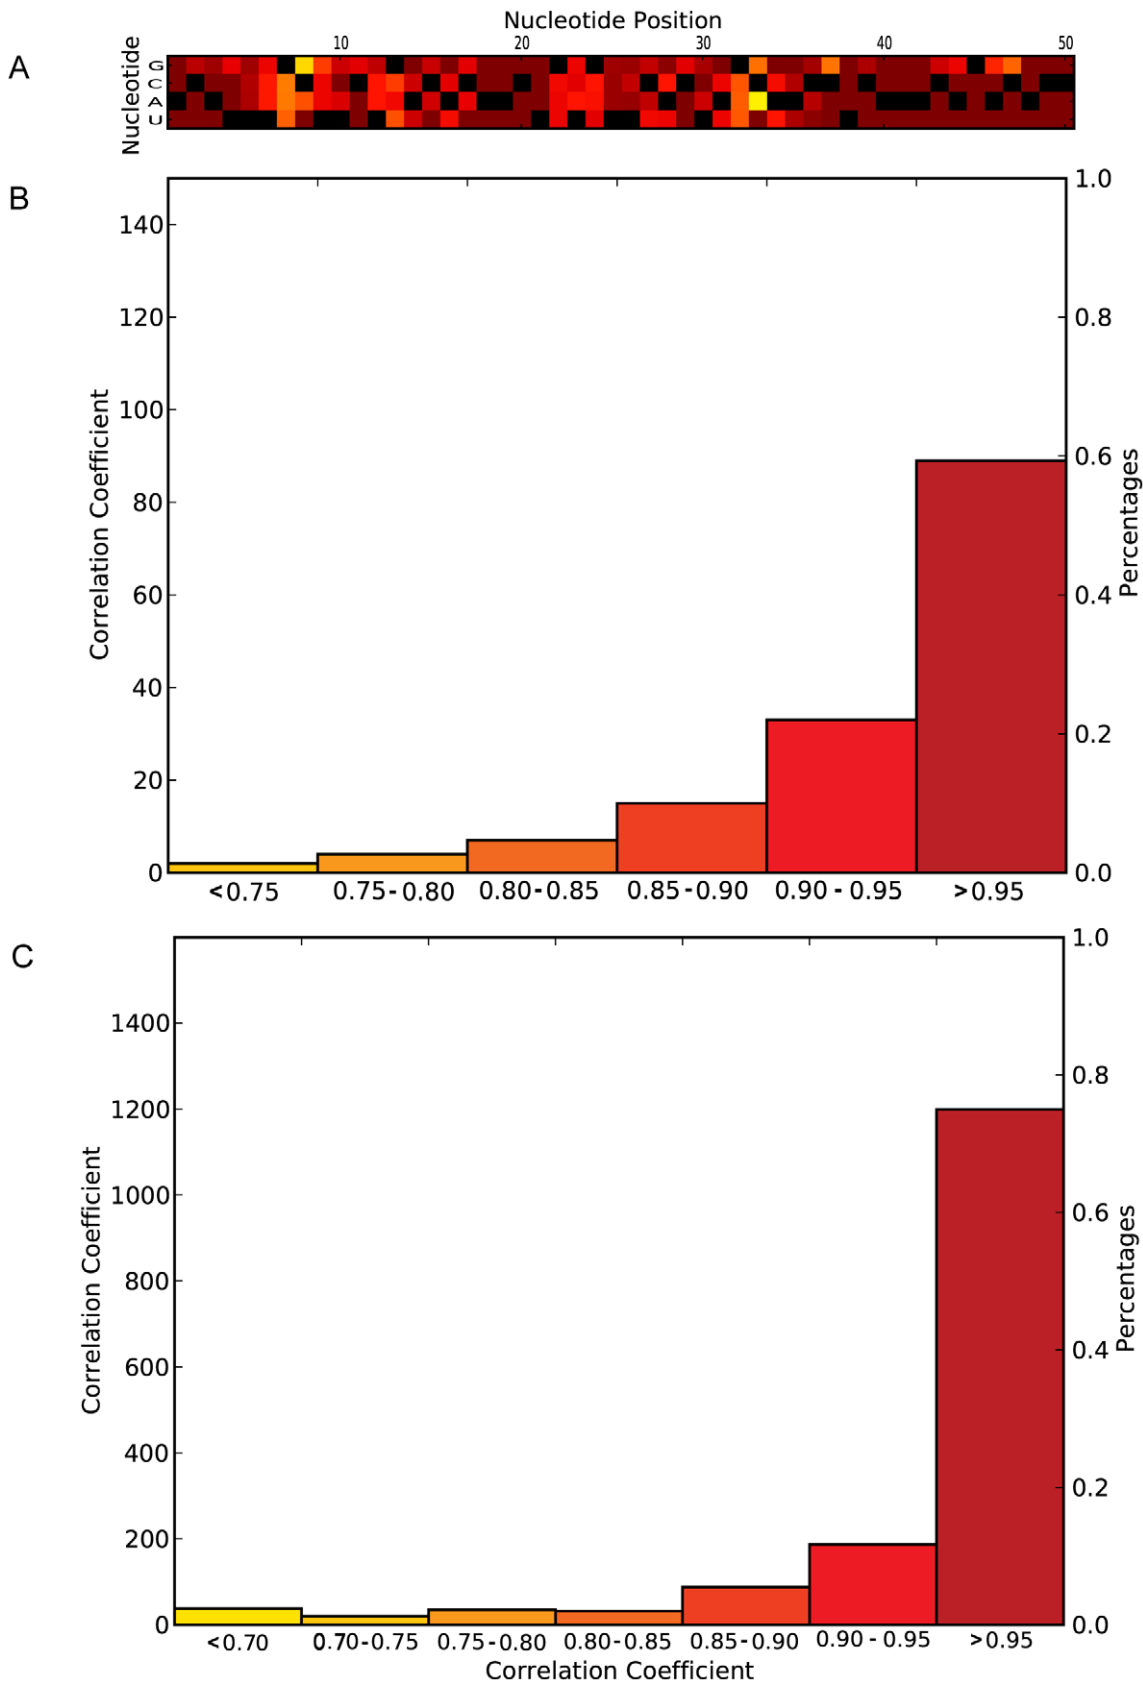 Nucleotide Position
10 20 30 40 50
A
Nucleotide
G
C
A
U
B
Correlation Coefficient
140
120
100
80
60
40
20
0
1.0
0.8
0.6
0.4
0.2
0.0
Percentages
<0.75 0.75-0.80 0.80-0.85 0.85-0.90 0.90-0.95 >0.95
C
Correlation Coefficient
1400
1200
1000
800
600
400
200
0
1.0
0.8
0.6
0.4
0.2
0.0
Percentages
<0.70 0.70-0.75 0.75-0.80 0.80-0.85 0.85-0.90 0.90-0.95 >0.95
Correlation Coefficient